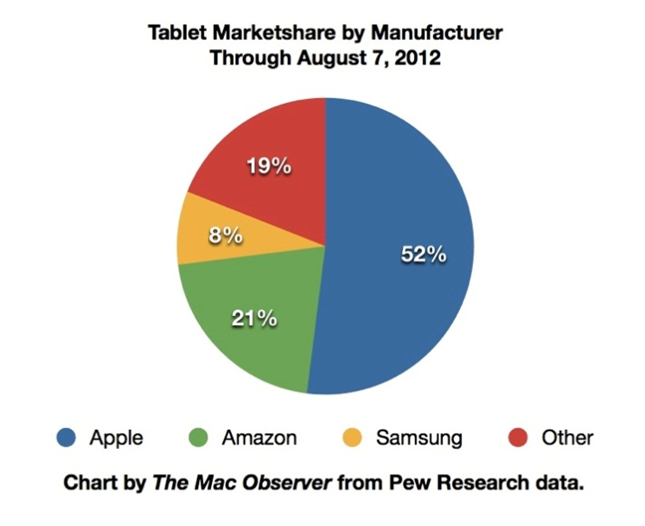 Tablet Marketshare by Manufacturer
Through August 7, 2012
19%
8%
52%
21%
Apple
Amazon
Samsung
Other
Chart by The Mac Observer from Pew Research data.